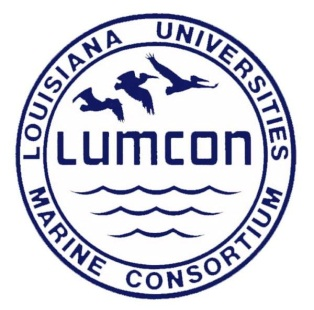 LOUISIANA UNIVERSITIES
LUMCON
MARINE CONSORTIUM